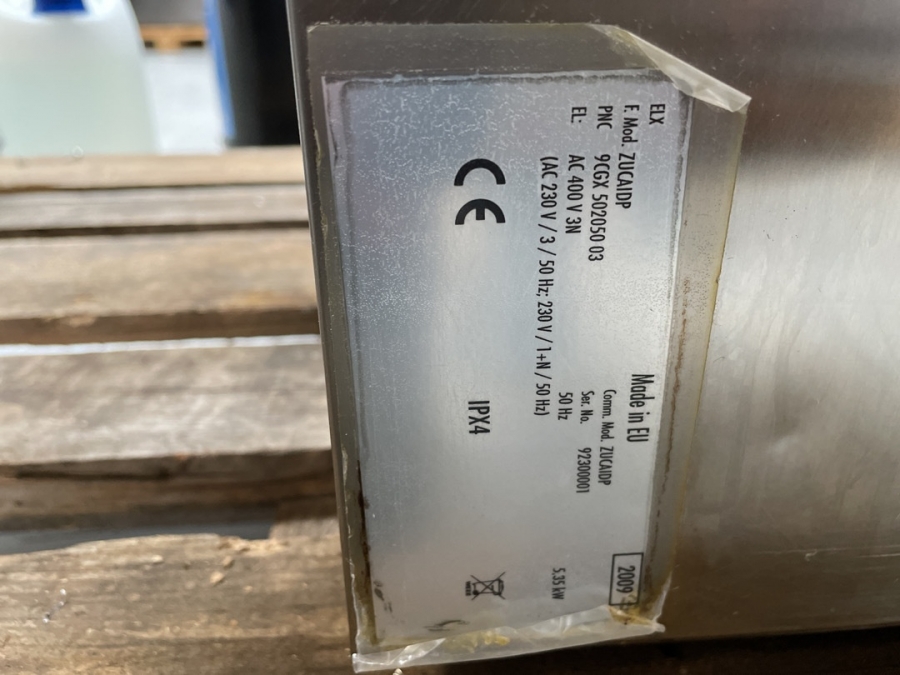 ELX Made in EU 2009
F. Mod. ZUCAIDP Comm. Mod. ZUCAIDP
PNC 9CGX 502050 03 Ser. No. 92300001
EL: AC 400 V 3N 50 Hz 5.35 kW
(AC 230 V / 3 / 50 Hz; 230 V / 1+N / 50 Hz)
CE IPX4